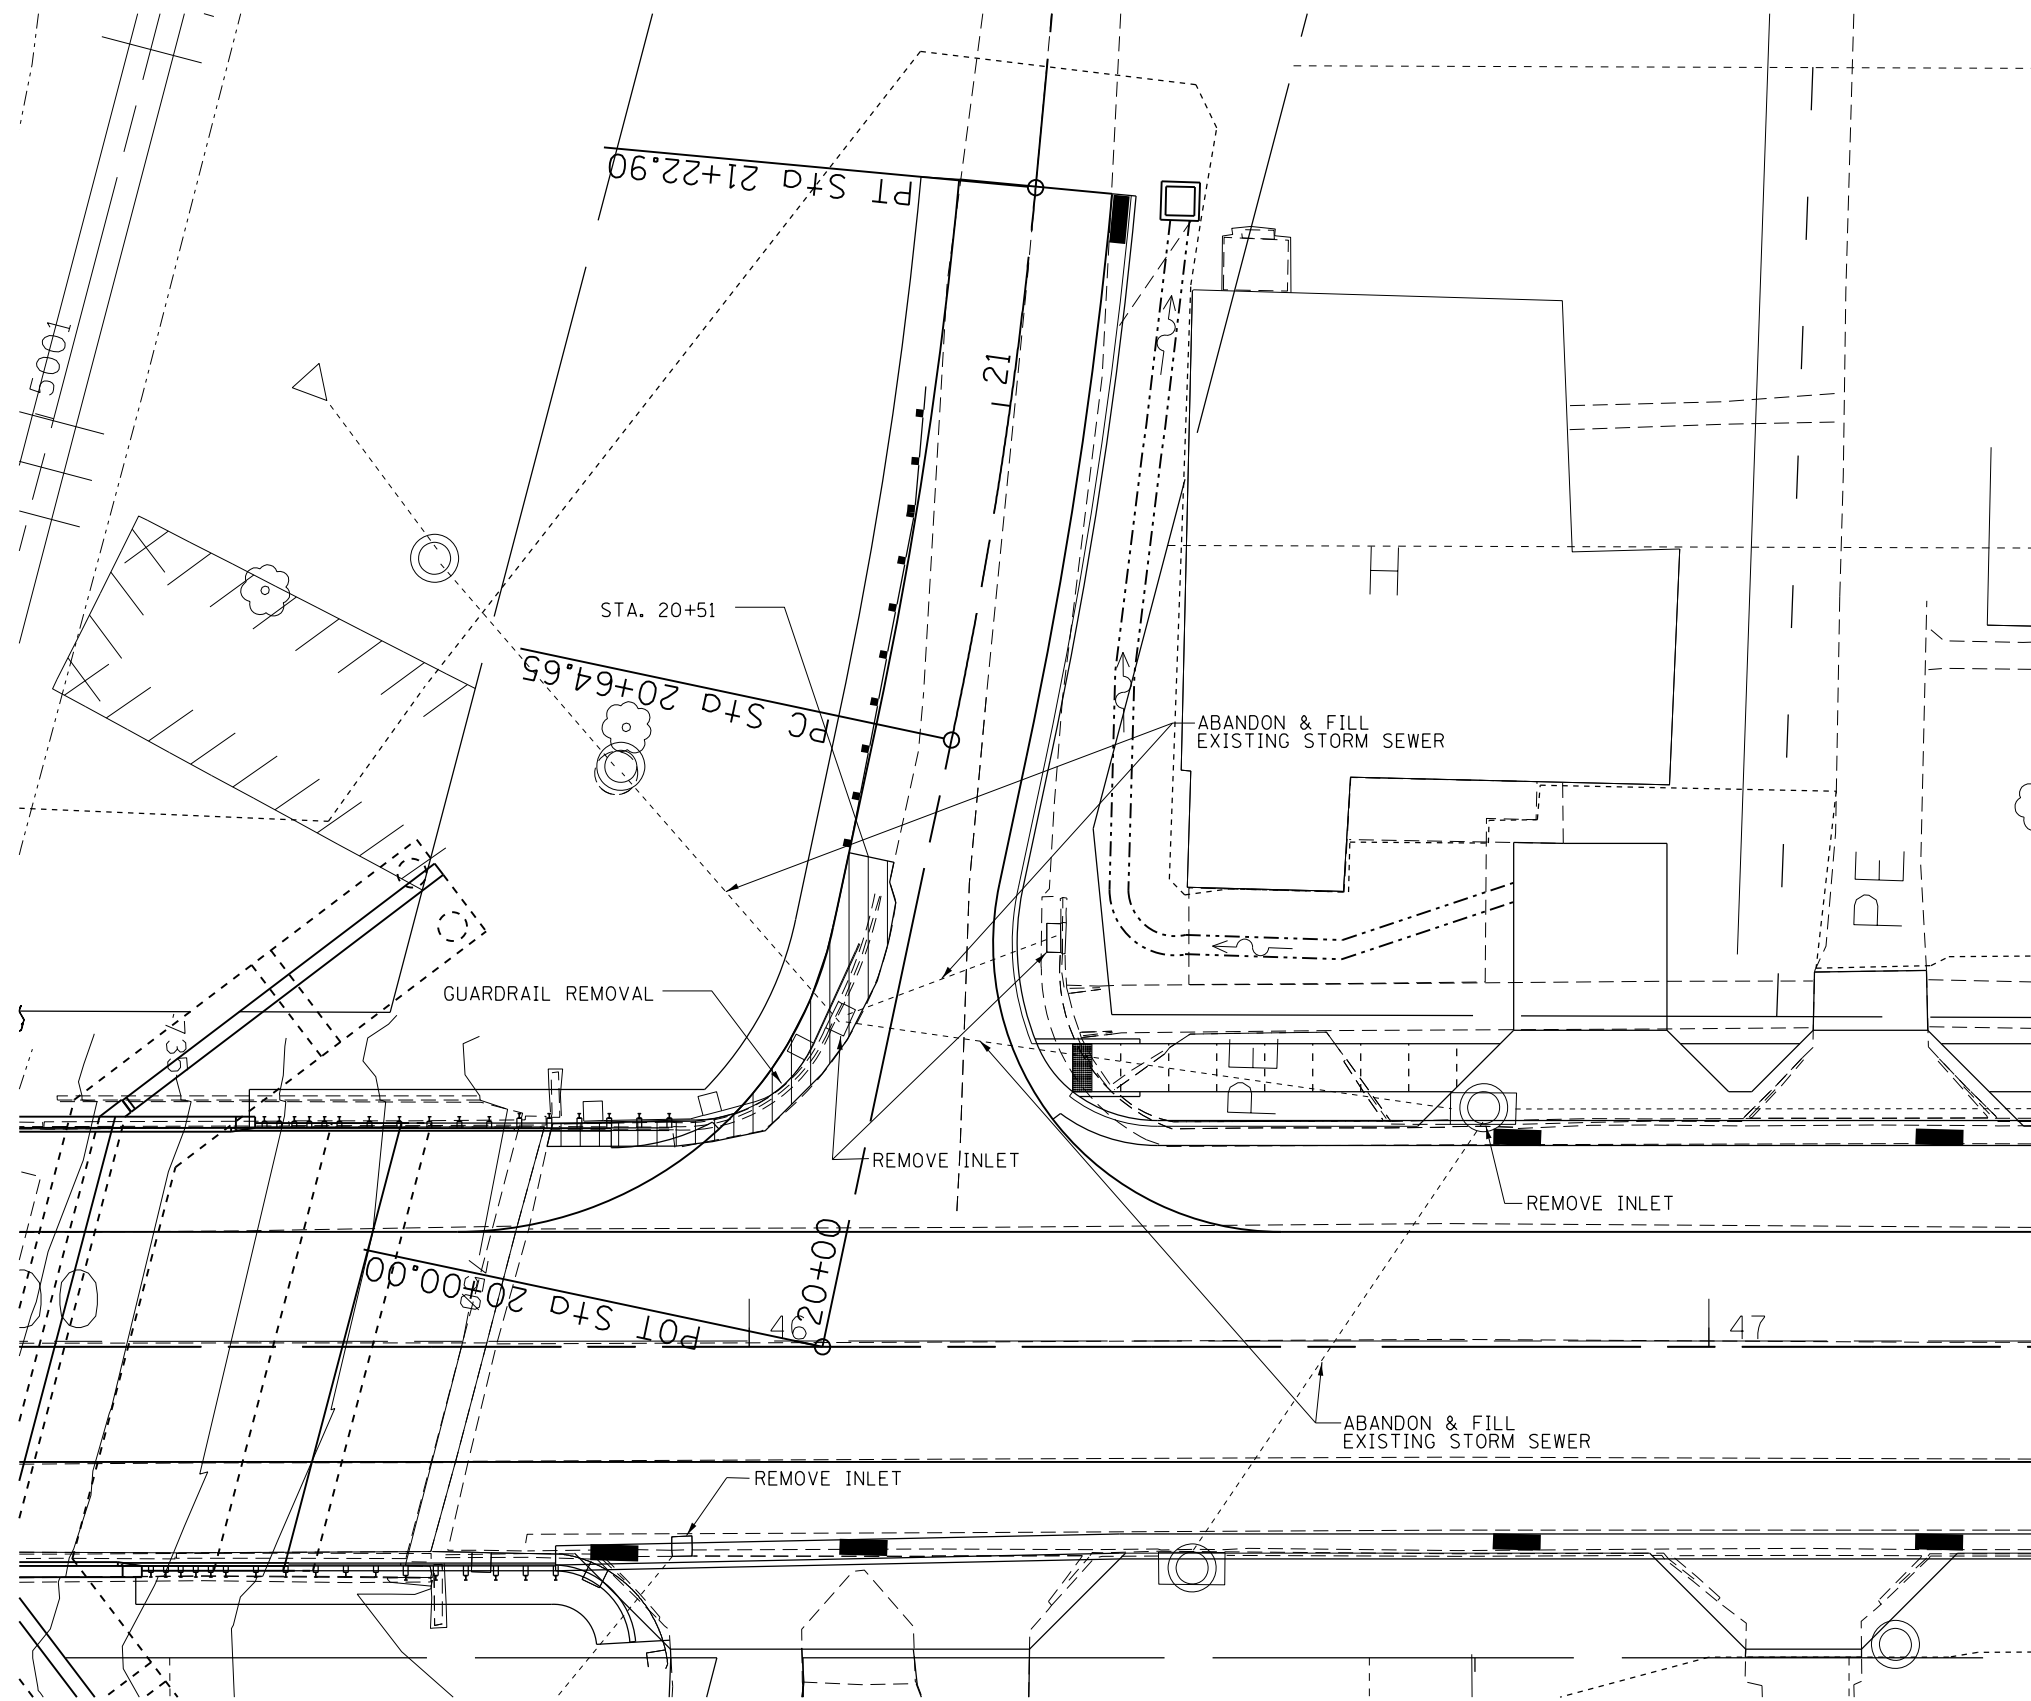 PT Sta 21+22.90
5001
21
H
STA. 20+51
PC Sta 20+64.65
ABANDON & FILL
EXISTING STORM SEWER
PE
GUARDRAIL REMOVAL
PE
REMOVE INLET
REMOVE INLET
20+00
POT Sta 20+00.00
46
47
ABANDON & FILL
EXISTING STORM SEWER
REMOVE INLET